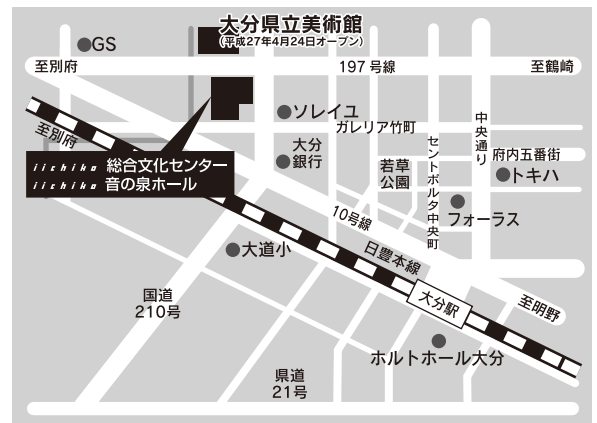 大分県立美術館
(平成27年4月24日オープン)
GS
至別府
197号線
至鶴崎
ソレイユ
ガレリア竹町
中央通り
至別府
大分
銀行
セントポルタ中央町
府内五番街
iichiko 総合文化センター
iichiko 音の泉ホール
若草
公園
トキハ
10号線
フォーラス
大道小
日豊本線
国道
210号
大分駅
至明野
ホルトホール大分
県道
21号